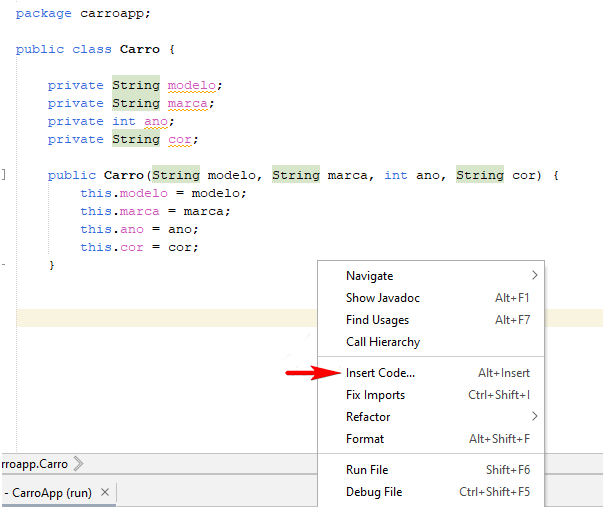 package carroapp;
public class Carro {
private String modelo;
private String marca;
private int ano;
private String cor;
public Carro(String modelo, String marca, int ano, String cor) {
this.modelo = modelo;
this.marca = marca;
this.ano = ano;
this.cor = cor;
}
Navigate
Show Javadoc Alt+F1
Find Usages Alt+F7
Call Hierarchy
Insert Code... Alt+Insert
Fix Imports Ctrl+Shift+I
Refactor
Format Alt+Shift+F
Run File Shift+F6
Debug File Ctrl+Shift+F5
rroapp.Carro
- CarroApp (run) ×